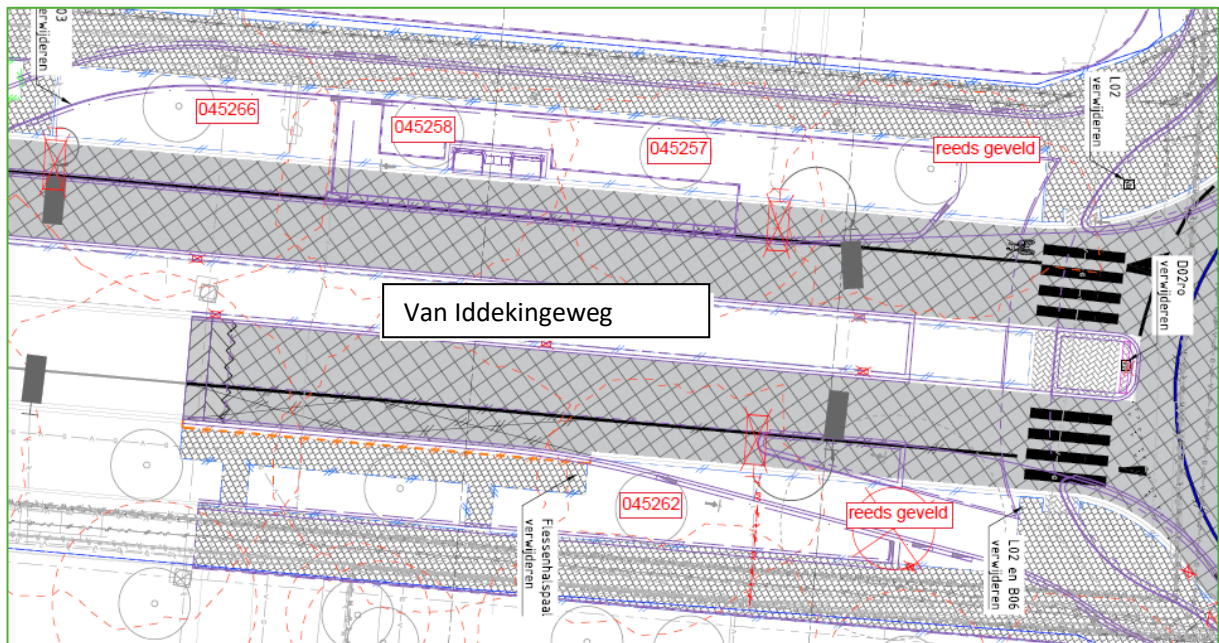 03
verwijderen
045266
045258
045257
reeds geveld
L02
verwijderen
D02ro
verwijderen
Van Iddekingeweg
045262
reeds geveld
Flessenhalspaal
verwijderen
L02 en B06
verwijderen